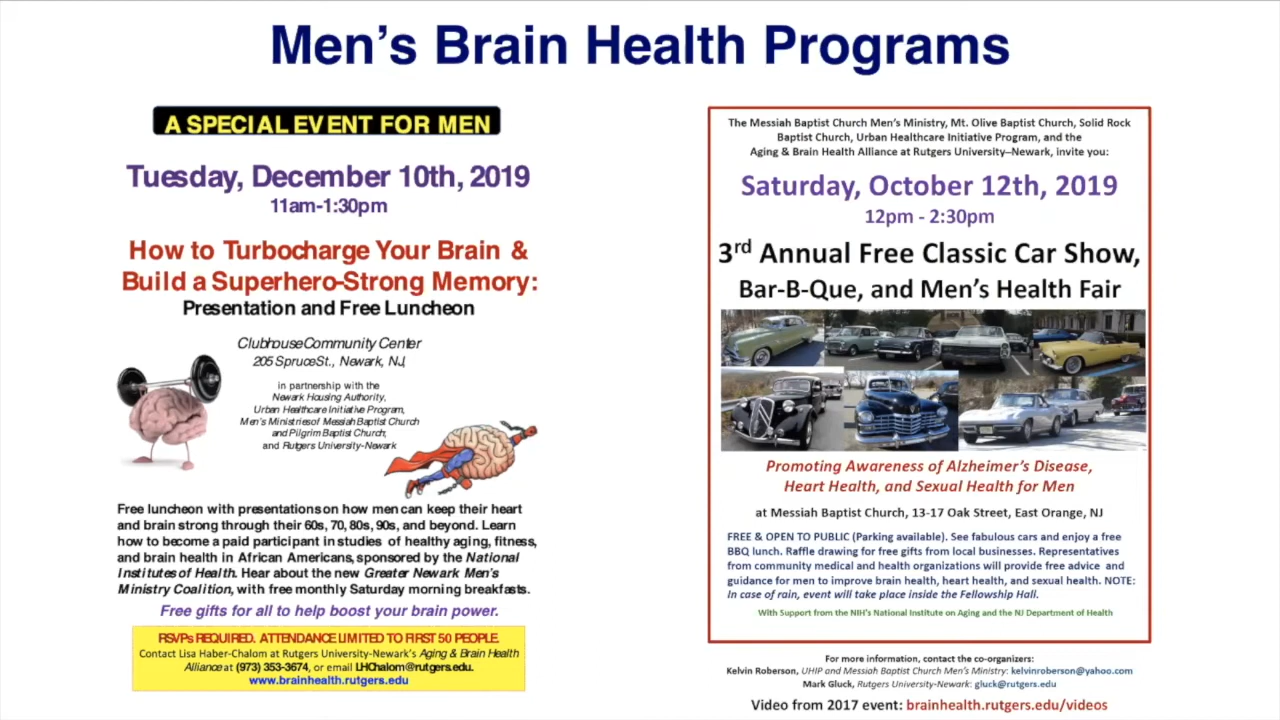 Men's Brain Health Programs
A SPECIAL EVENT FOR MEN
Tuesday, December 10th, 2019
11am-1:30pm
How to Turbocharge Your Brain &
Build a Superhero-Strong Memory:
Presentation and Free Luncheon
Clubhouse Community Center
205 Spruce St., Newark, NJ,
in partnership with the
Newark Housing Authority,
Urban Healthcare Initiative Program,
Men's Ministries of Messiah Baptist Church
and Pilgrim Baptist Church,
and Rutgers University-Newark
Free luncheon with presentations on how men can keep their heart
and brain strong through their 60s, 70, 80s, 90s, and beyond. Learn
how to become a paid participant in studies of healthy aging, fitness,
and brain health in African Americans, sponsored by the National
Institutes of Health. Hear about the new Greater Newark Men's
Ministry Coalition, with free monthly Saturday morning breakfasts.
Free gifts for all to help boost your brain power.
RSVPs REQUIRED. ATTENDANCE LIMITED TO FIRST 50 PEOPLE.
Contact Lisa Haber-Chalom at Rutgers University-Newark's Aging & Brain Health
Alliance at (973) 353-3674, or email LHChalom@rutgers.edu.
www.brainhealth.rutgers.edu
The Messiah Baptist Church Men's Ministry, Mt. Olive Baptist Church, Solid Rock
Baptist Church, Urban Healthcare Initiative Program, and the
Aging & Brain Health Alliance at Rutgers University–Newark, invite you:
Saturday, October 12th, 2019
12pm - 2:30pm
3rd Annual Free Classic Car Show,
Bar-B-Que, and Men's Health Fair
Promoting Awareness of Alzheimer's Disease,
Heart Health, and Sexual Health for Men
at Messiah Baptist Church, 13-17 Oak Street, East Orange, NJ
FREE & OPEN TO PUBLIC (Parking available). See fabulous cars and enjoy a free
BBQ lunch. Raffle drawing for free gifts from local businesses. Representatives
from community medical and health organizations will provide free advice and
guidance for men to improve brain health, heart health, and sexual health. NOTE:
In case of rain, event will take place inside the Fellowship Hall.
With Support from the NIH's National Institute on Aging and the NJ Department of Health
For more information, contact the co-organizers:
Kelvin Roberson, UHIP and Messiah Baptist Church Men's Ministry: kelvinroberson@yahoo.com
Mark Gluck, Rutgers University-Newark: gluck@rutgers.edu
Video from 2017 event: brainhealth.rutgers.edu/videos